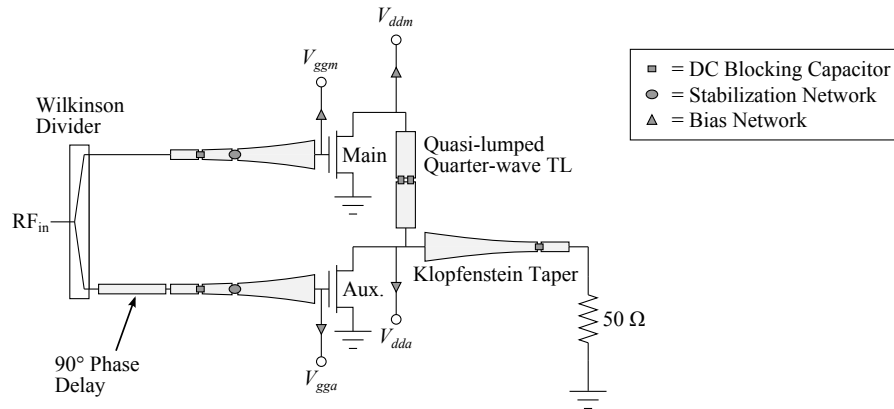 V_ddm
V_ggm
= DC Blocking Capacitor
= Stabilization Network
= Bias Network
Wilkinson
Divider
Main
Quasi-lumped
Quarter-wave TL
RF_in
Klopfenstein Taper
Aux.
50 Ω
V_dda
90° Phase
Delay
V_gga